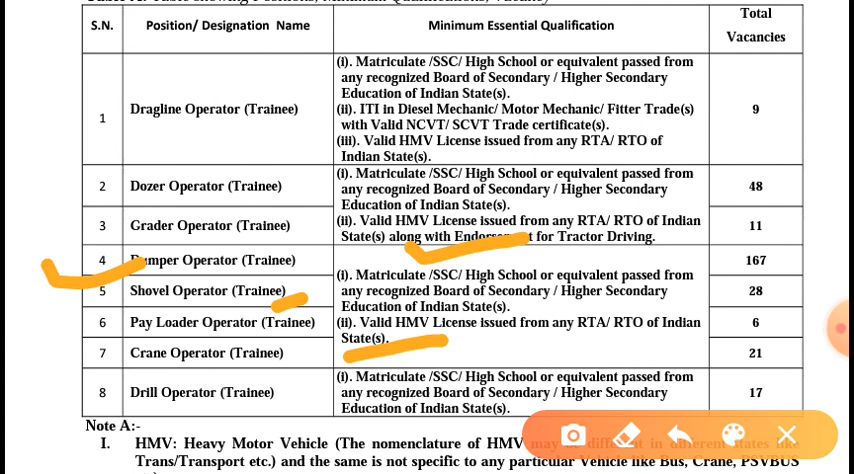 S.N. Position/ Designation Name Minimum Essential Qualification Total
Vacancies
1 Dragline Operator (Trainee) 9
(i). Matriculate /SSC/ High School or equivalent passed from
any recognized Board of Secondary / Higher Secondary
Education of Indian State(s).
(ii). ITI in Diesel Mechanic/ Motor Mechanic/ Fitter Trade(s)
with Valid NCVT/ SCVT Trade certificate(s).
(iii). Valid HMV License issued from any RTA/ RTO of
Indian State(s).
2 Dozer Operator (Trainee) 48
3 Grader Operator (Trainee) 11
(i). Matriculate /SSC/ High School or equivalent passed from
any recognized Board of Secondary / Higher Secondary
Education of Indian State(s).
(ii). Valid HMV License issued from any RTA/ RTO of Indian
State(s) along with for Tractor Driving.
4 Dumper Operator (Trainee) 167
5 Shovel Operator (Trainee) 28
6 Pay Loader Operator (Trainee) 6
7 Crane Operator (Trainee) 21
(i). Matriculate /SSC/ High School or equivalent passed from
any recognized Board of Secondary / Higher Secondary
Education of Indian State(s).
(ii). Valid HMV License issued from any RTA/ RTO of Indian
State(s).
8 Drill Operator (Trainee) 17
(i). Matriculate /SSC/ High School or equivalent passed from
any recognized Board of Secondary / Higher Secondary
Education of Indian State(s).
Note A:-
I. HMV: Heavy Motor Vehicle (The nomenclature of HMV may be different in different states like
Trans/Transport etc.) and the same is not specific to any particular Vehicle like Bus, Crane, PSVBUS